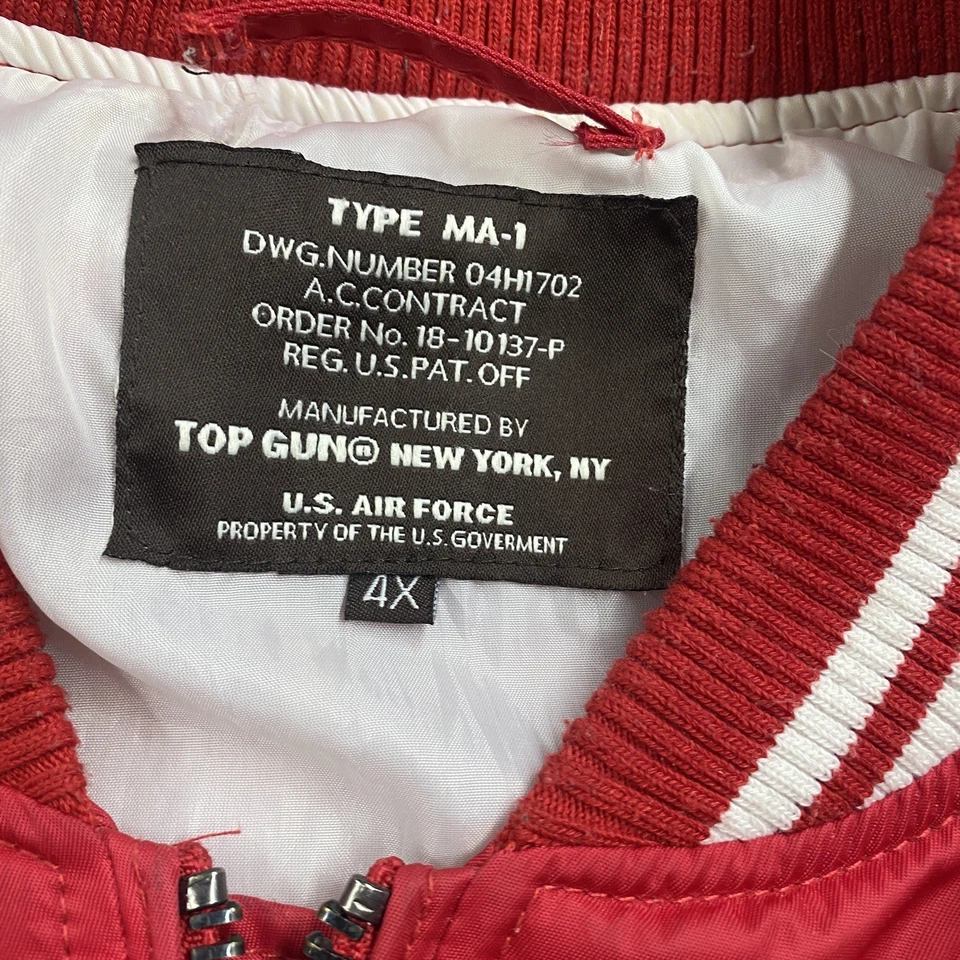 TYPE MA-1
DWG.NUMBER 04H1702
A.C.CONTRACT
ORDER No. 18-10137-P
REG. U.S.PAT.OFF
MANUFACTURED BY
TOP GUN® NEW YORK, NY
U.S. AIR FORCE
PROPERTY OF THE U.S.GOVERMENT
4X